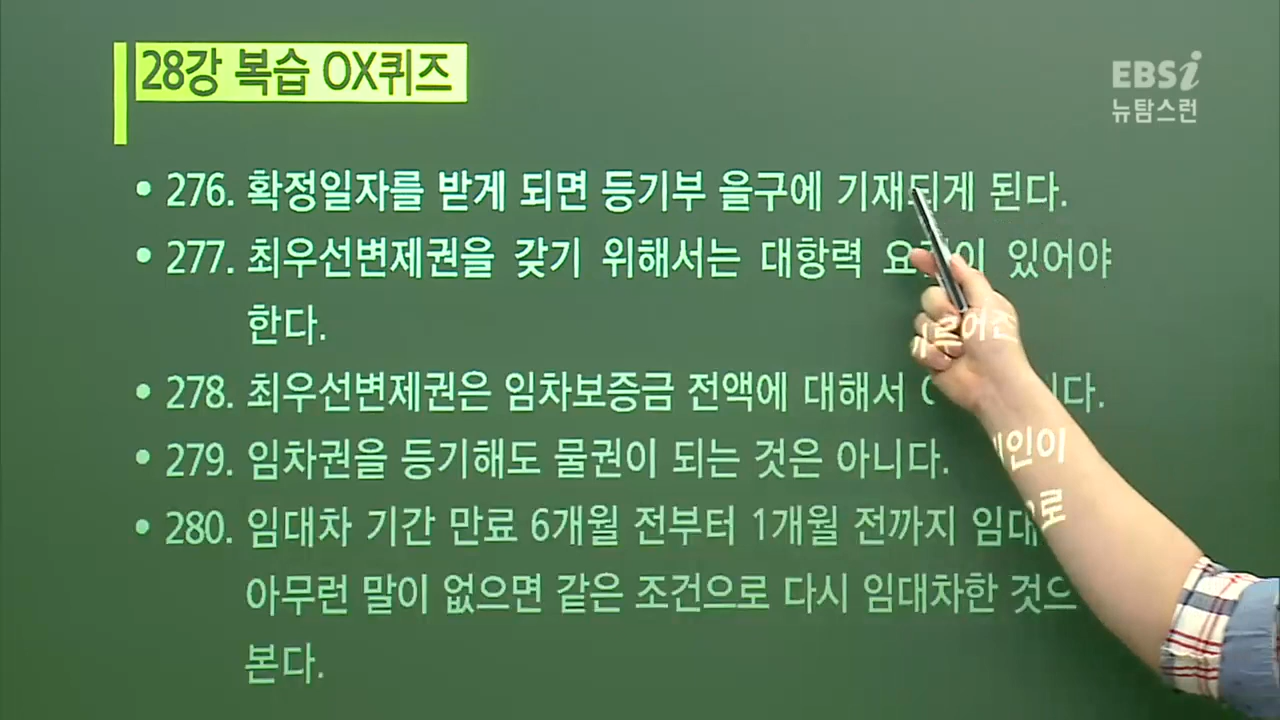 28강 복습 OX퀴즈
EBSi
뉴탐스런
• 276. 확정일자를 받게 되면 등기부 을구에 기재되게 된다.
• 277. 최우선변제권을 갖기 위해서는 대항력 있어야
한다.
• 278. 최우선변제권은 임차보증금 전액에 대해서
• 279. 임차권을 등기해도 물권이 되는 것은 아니다.
• 280. 임대차 기간 만료 6개월 전부터 1개월 전까지 임대인이
아무런 말이 없으면 같은 조건으로 다시 임대차한 것으로
본다.